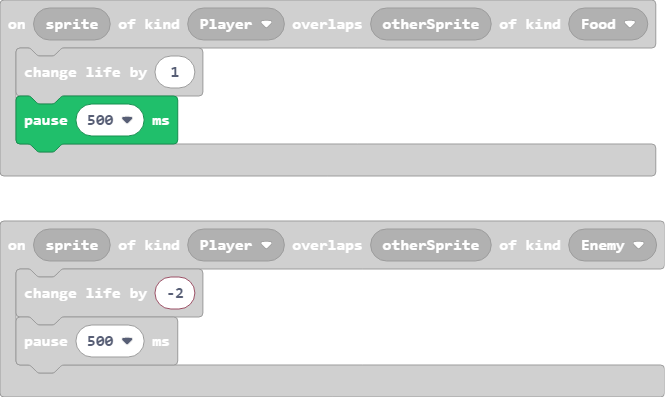 on sprite of kind Player overlaps otherSprite of kind Food
change life by 1
pause 500 ms
on sprite of kind Player overlaps otherSprite of kind Enemy
change life by -2
pause 500 ms